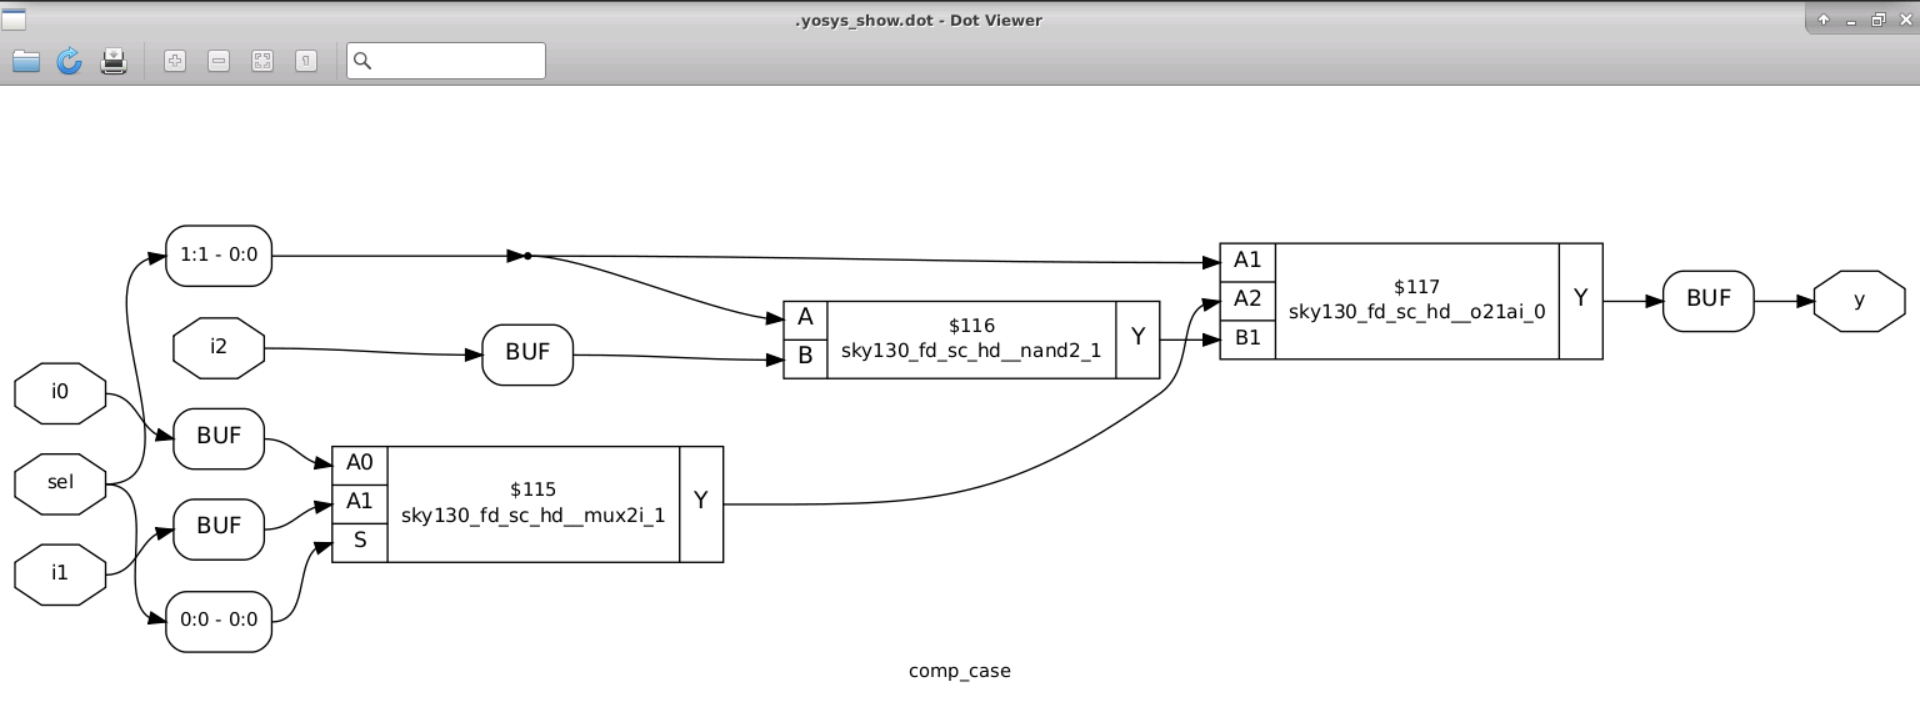 .yosys_show.dot - Dot Viewer
1:1 - 0:0
i2
BUF
i0
BUF
sel
BUF
i1
0:0 - 0:0
A0
A1
S
$115
sky130_fd_sc_hd__mux2i_1
Y
A
B
$116
sky130_fd_sc_hd__nand2_1
Y
A1
A2
B1
$117
sky130_fd_sc_hd__o21ai_0
Y
BUF
y
comp_case